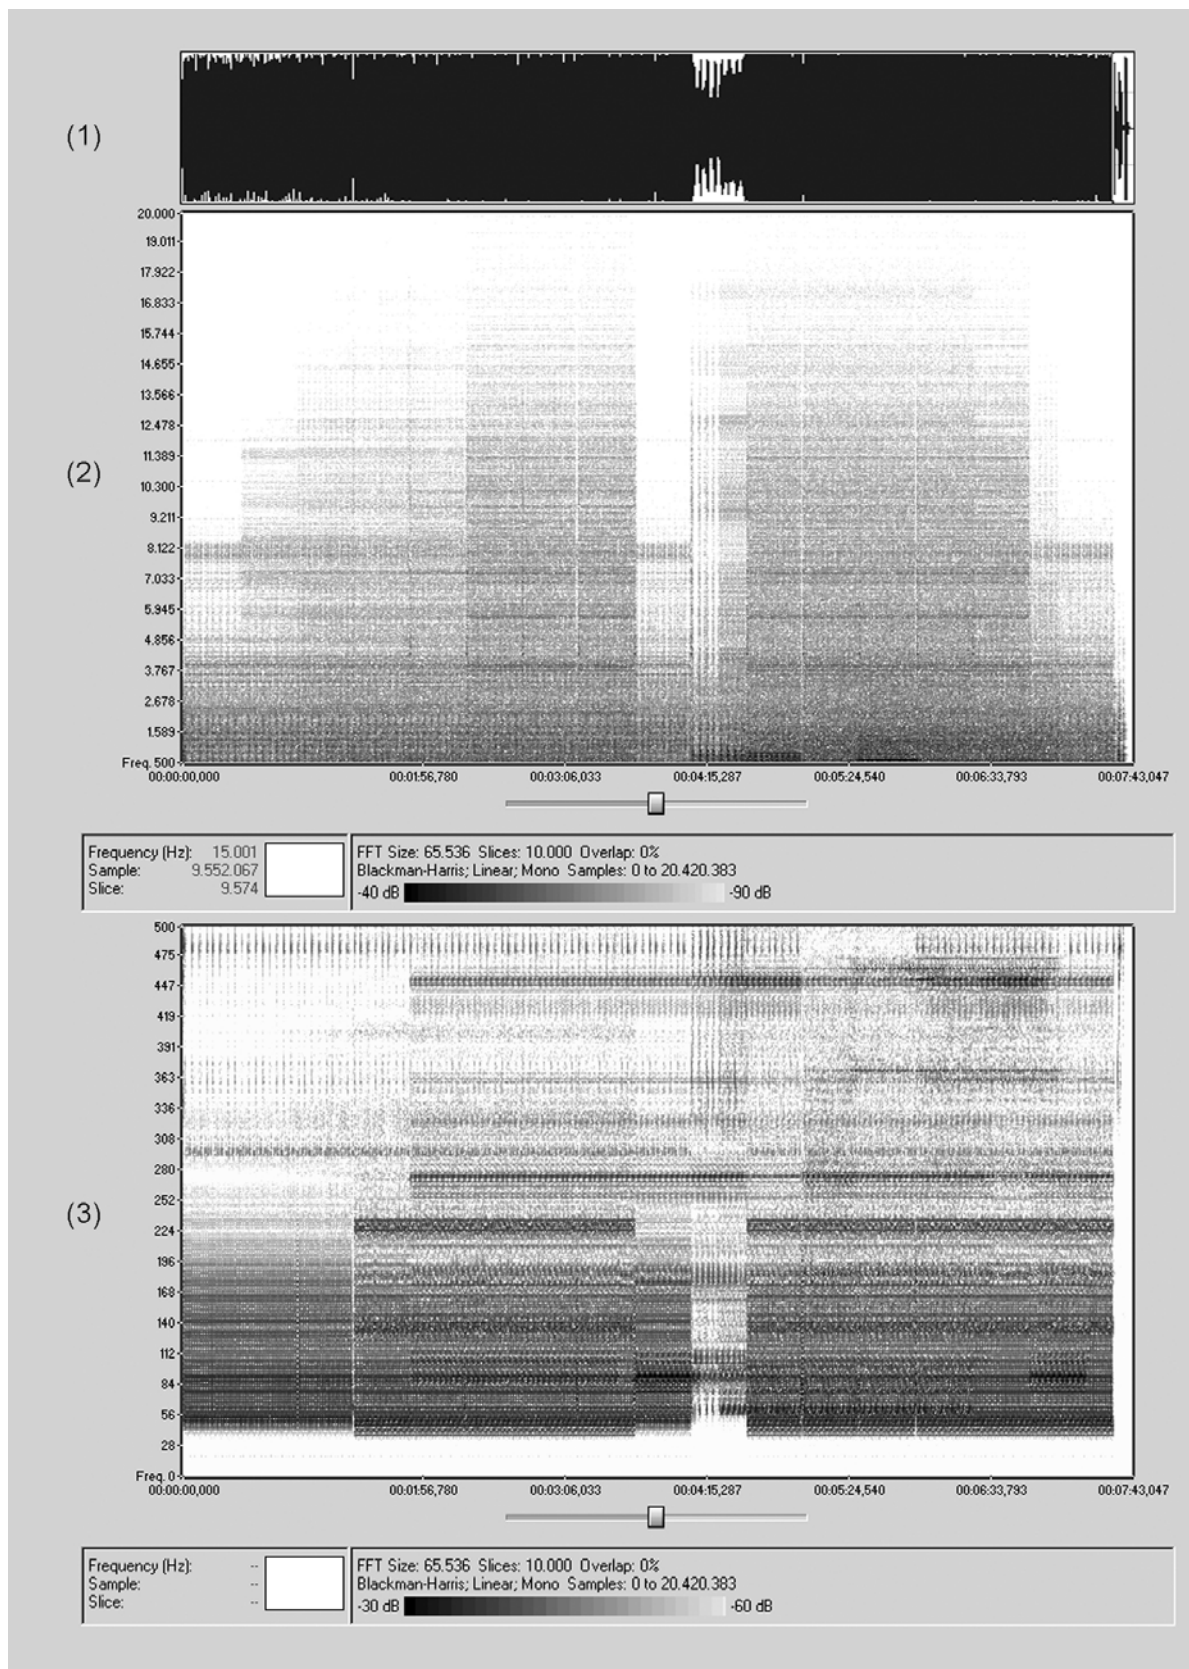 (1)
20.000
19.011
17.922
16.833
15.744
14.655
13.566
12.478
11.389
(2)
10.300
9.211
8.122
7.033
5.945
4.856
3.767
2.678
1.589
Freq. 500
00:00:00,000 00:01:56,780 00:03:06,033 00:04:15,287 00:05:24,540 00:06:33,793 00:07:43,047
Frequency (Hz): 15.001
Sample: 9.552.067
Slice: 9.574
FFT Size: 65.536 Slices: 10.000 Overlap: 0%
Blackman-Harris; Linear; Mono Samples: 0 to 20.420.383
-40 dB -90 dB
500
475
447
419
391
363
336
308
280
252
(3)
224
196
168
140
112
84
56
28
Freq. 0
00:00:00,000 00:01:56,780 00:03:06,033 00:04:15,287 00:05:24,540 00:06:33,793 00:07:43,047
Frequency (Hz): --
Sample: --
Slice: --
FFT Size: 65.536 Slices: 10.000 Overlap: 0%
Blackman-Harris; Linear; Mono Samples: 0 to 20.420.383
-30 dB -60 dB